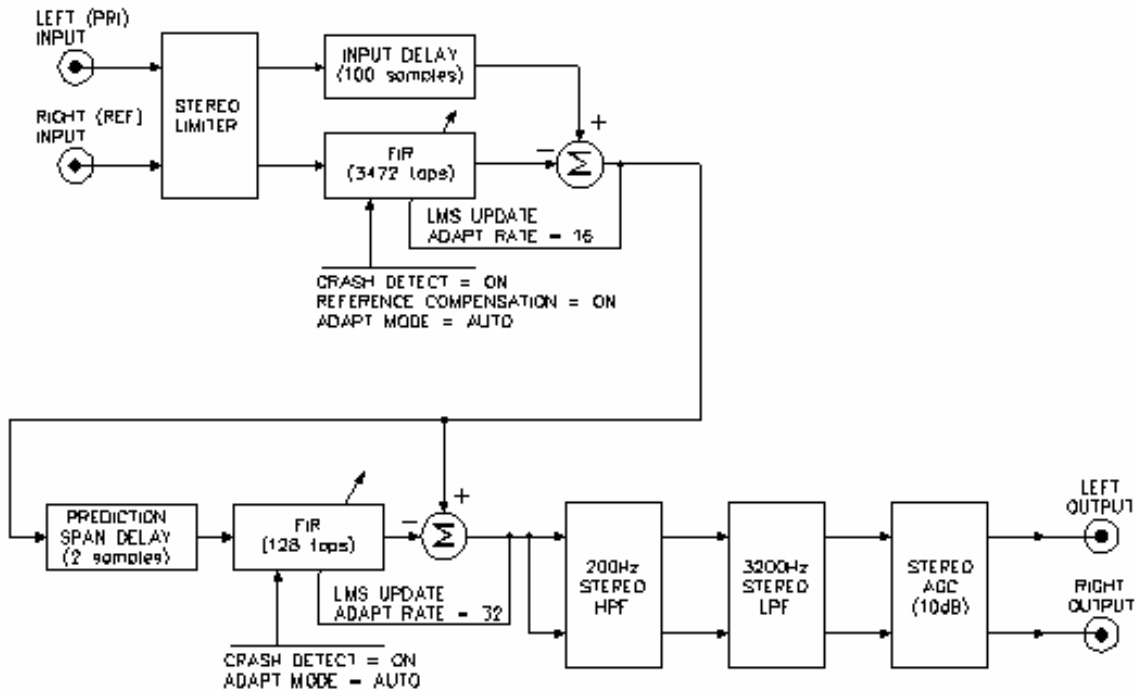 LEFT (PRI)
INPUT
RIGHT (REF)
INPUT
STEREO
LIMITER
INPUT DELAY
(100 samples)
FIR
(3472 taps)
+
−
Σ
LMS UPDATE
ADAPT RATE = 16
CRASH DETECT = ON
REFERENCE COMPENSATION = ON
ADAPT MODE = AUTO
PREDICTION
SPAN DELAY
(2 samples)
FIR
(128 taps)
+
−
Σ
LMS UPDATE
ADAPT RATE = 32
CRASH DETECT = ON
ADAPT MODE = AUTO
200Hz
STEREO
HPF
3200Hz
STEREO
LPF
STEREO
AGC
(10dB)
LEFT
OUTPUT
RIGHT
OUTPUT